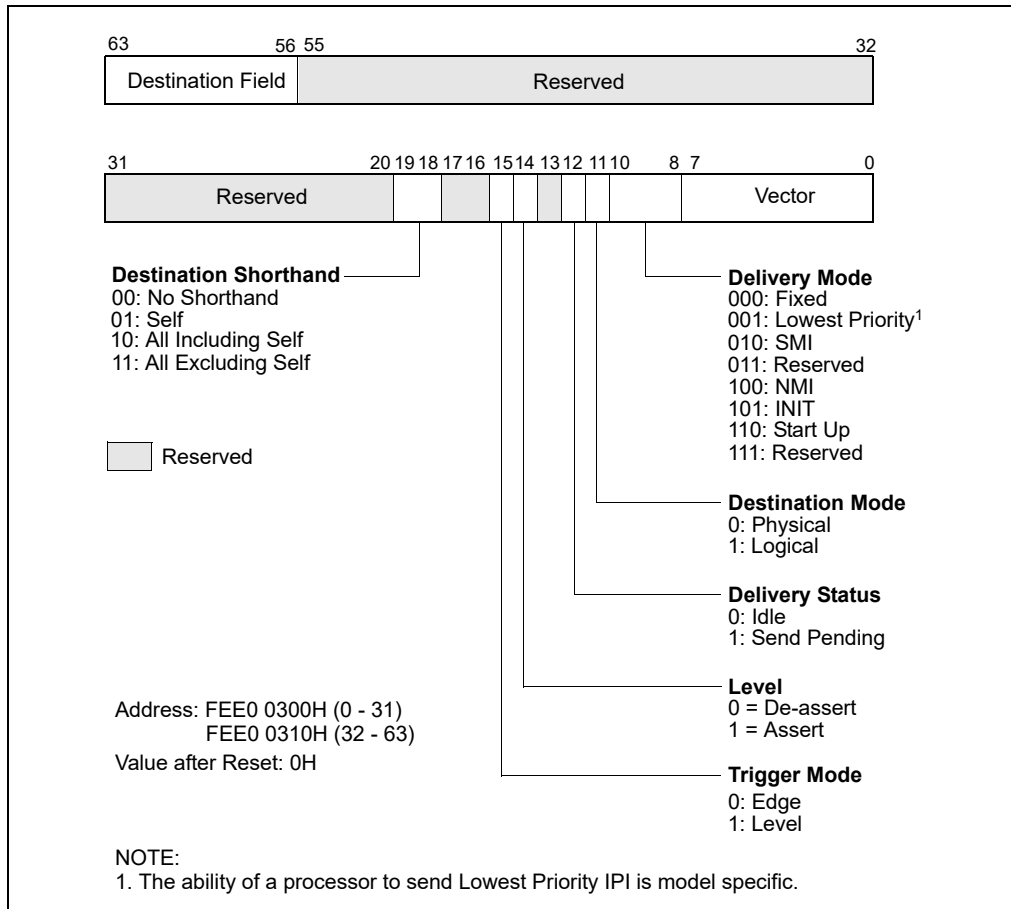 63 56 55 32
Destination Field Reserved
31 20 19 18 17 16 15 14 13 12 11 10 8 7 0
Reserved Vector
Destination Shorthand
00: No Shorthand
01: Self
10: All Including Self
11: All Excluding Self
Reserved
Delivery Mode
000: Fixed
001: Lowest Priority1
010: SMI
011: Reserved
100: NMI
101: INIT
110: Start Up
111: Reserved
Destination Mode
0: Physical
1: Logical
Delivery Status
0: Idle
1: Send Pending
Level
0 = De-assert
1 = Assert
Trigger Mode
0: Edge
1: Level
Address: FEE0 0300H (0 - 31)
FEE0 0310H (32 - 63)
Value after Reset: 0H
NOTE:
1. The ability of a processor to send Lowest Priority IPI is model specific.